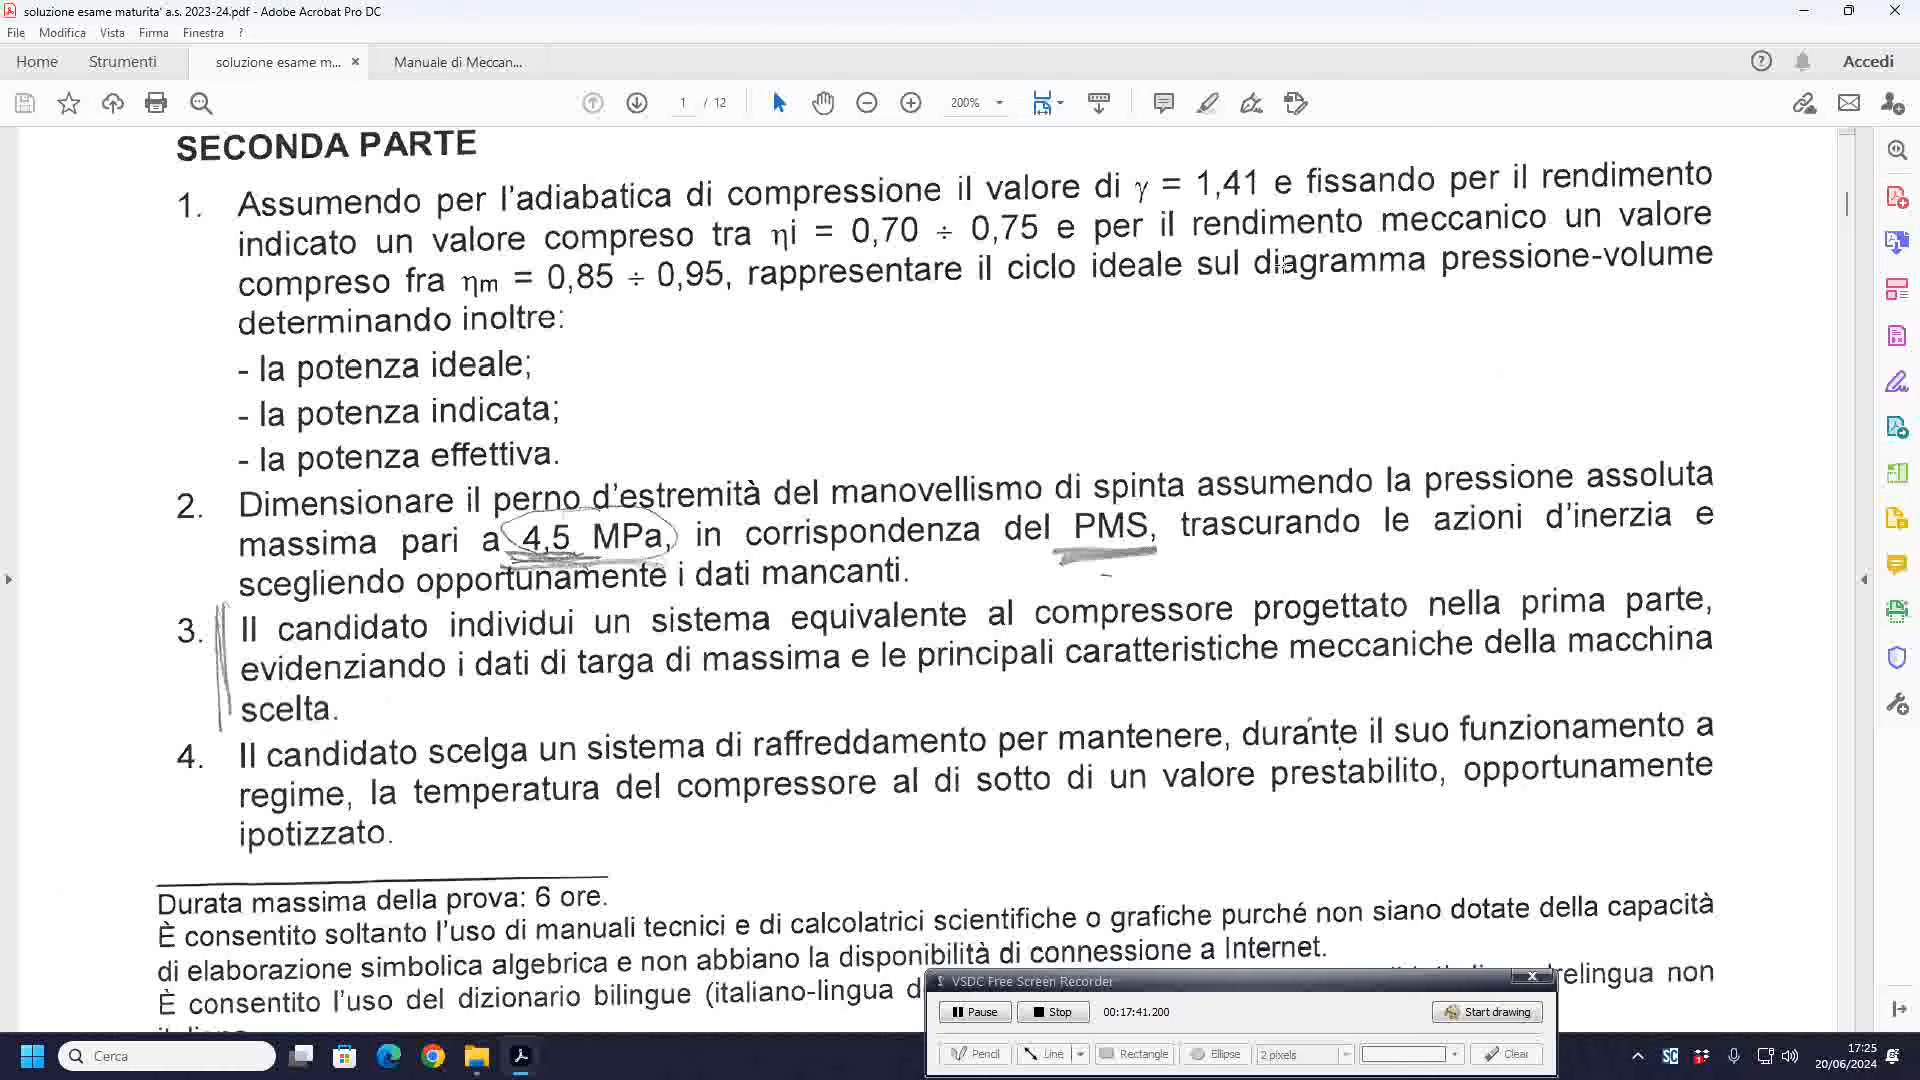 soluzione esame maturita' a.s. 2023-24.pdf - Adobe Acrobat Pro DC
File Modifica Vista Firma Finestra ?
Home Strumenti soluzione esame m... × Manuale di Meccan... Accedi
1 / 12 200%
SECONDA PARTE
1. Assumendo per l'adiabatica di compressione il valore di γ = 1,41 e fissando per il rendimento
indicato un valore compreso tra ηi = 0,70 ÷ 0,75 e per il rendimento meccanico un valore
compreso fra ηm = 0,85 ÷ 0,95, rappresentare il ciclo ideale sul diagramma pressione-volume
determinando inoltre:
- la potenza ideale;
- la potenza indicata;
- la potenza effettiva.
2. Dimensionare il perno d'estremità del manovellismo di spinta assumendo la pressione assoluta
massima pari a 4,5 MPa, in corrispondenza del PMS, trascurando le azioni d'inerzia e
scegliendo opportunamente i dati mancanti.
3. Il candidato individui un sistema equivalente al compressore progettato nella prima parte,
evidenziando i dati di targa di massima e le principali caratteristiche meccaniche della macchina
scelta.
4. Il candidato scelga un sistema di raffreddamento per mantenere, durante il suo funzionamento a
regime, la temperatura del compressore al di sotto di un valore prestabilito, opportunamente
ipotizzato.
Durata massima della prova: 6 ore.
È consentito soltanto l'uso di manuali tecnici e di calcolatrici scientifiche o grafiche purché non siano dotate della capacità
di elaborazione simbolica algebrica e non abbiano la disponibilità di connessione a Internet.
È consentito l'uso del dizionario bilingue (italiano-lingua d relingua non
VSDC Free Screen Recorder
Pause Stop 00:17:41.200 Start drawing
Pencil Line Rectangle Ellipse 2 pixels Clear
Cerca
17:25
20/06/2024